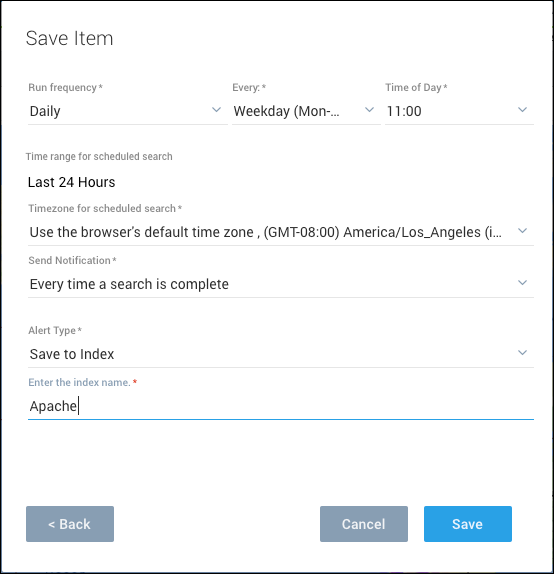 Save Item
Run frequency * Every: * Time of Day *
Daily Weekday (Mon-... 11:00
Time range for scheduled search
Last 24 Hours
Timezone for scheduled search *
Use the browser's default time zone , (GMT-08:00) America/Los_Angeles (i...
Send Notification *
Every time a search is complete
Alert Type *
Save to Index
Enter the index name. *
Apache
< Back Cancel Save